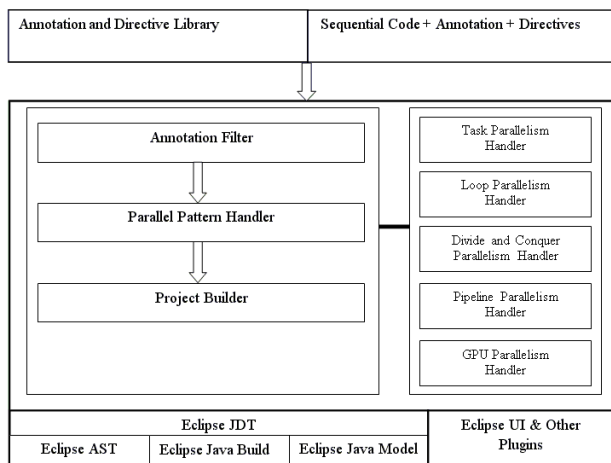 Annotation and Directive Library
Sequential Code + Annotation + Directives
Annotation Filter
Parallel Pattern Handler
Project Builder
Task Parallelism
Handler
Loop Parallelism
Handler
Divide and Conquer
Parallelism Handler
Pipeline Parallelism
Handler
GPU Parallelism
Handler
Eclipse JDT
Eclipse AST
Eclipse Java Build
Eclipse Java Model
Eclipse UI & Other
Plugins